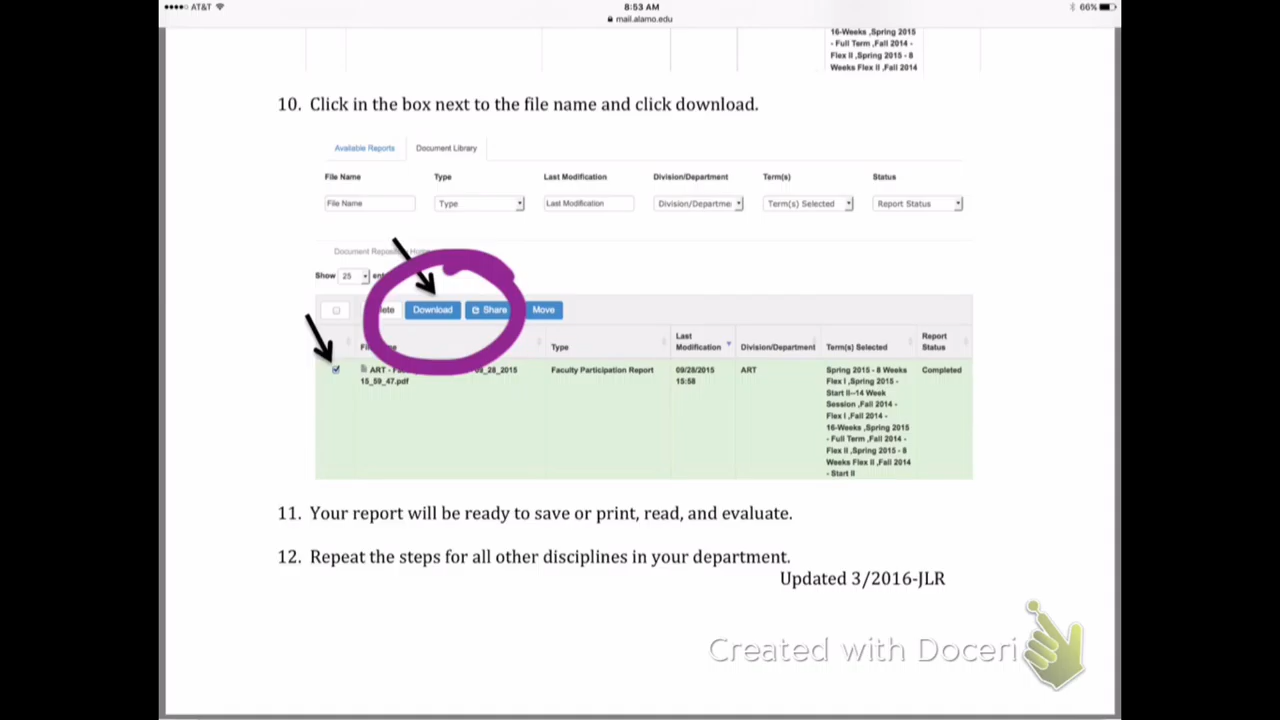 AT&T
8:53 AM
66%
mail.alamo.edu
16-Weeks ,Spring 2015
- Full Term ,Fall 2014 -
Flex II ,Spring 2015 - 8
Weeks Flex II ,Fall 2014
10. Click in the box next to the file name and click download.
Available Reports Document Library
File Name Type Last Modification Division/Department Term(s) Status
File Name Type Last Modification Division/Departme Term(s) Selected Report Status
Document
Show 25
Download Share Move
Last Modification
Report Status
Type Division/Department Term(s) Selected
ART - 09_28_2015
15_59_47.pdf
Faculty Participation Report
09/28/2015
15:58
ART
Spring 2015 - 8 Weeks
Flex I ,Spring 2015 -
Start II--14 Week
Session ,Fall 2014 -
Flex I ,Fall 2014 -
16-Weeks ,Spring 2015
- Full Term ,Fall 2014 -
Flex II ,Spring 2015 - 8
Weeks Flex II ,Fall 2014
- Start II
Completed
11. Your report will be ready to save or print, read, and evaluate.
12. Repeat the steps for all other disciplines in your department.
Updated 3/2016-JLR
Created with Doceri